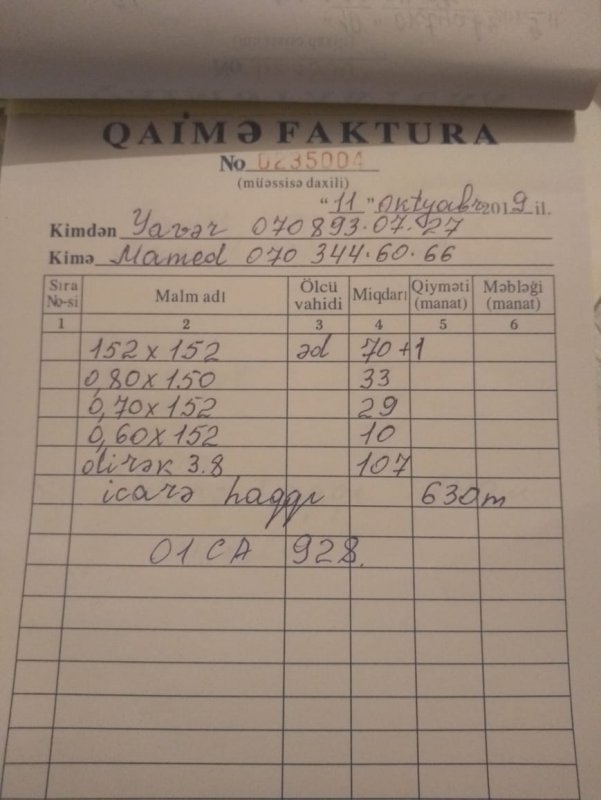 QAİMƏ FAKTURA
No 0235004
(müəssisə daxili)
"11" Oktyabr 2019 il.
Kimdən Yavər 070 893.07.27
Kimə Mamed 070 344.60.66
Sıra No-si Malm adı Ölcü vahidi Miqdarı Qiyməti (manat) Məbləği (manat)
1 2 3 4 5 6
152 x 152 əd 70+1
0,80 x 1.50 33
0,70 x 152 29
0,60 x 152 10
dirək 3.8 107
icarə haqqı 630m
01 CA 928.